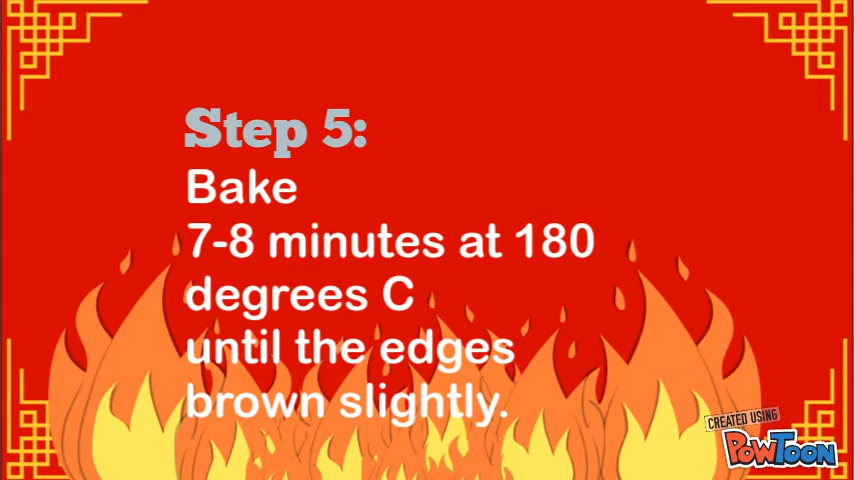 Step 5:
Bake
7-8 minutes at 180
degrees C
until the edges
brown slightly.
CREATED USING
POWTOON